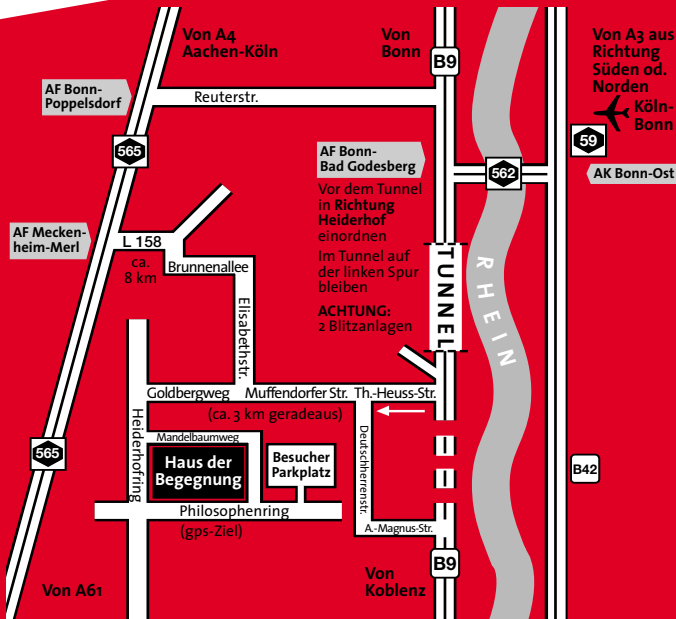 Von A4
Aachen-Köln
Von
Bonn
B9
Von A3 aus
Richtung
Süden od.
Norden
Köln-
Bonn
AF Bonn-
Poppelsdorf
Reuterstr.
565
59
AF Bonn-
Bad Godesberg
562
AK Bonn-Ost
Vor dem Tunnel
in Richtung
Heiderhof
einordnen
Im Tunnel auf
der linken Spur
bleiben
ACHTUNG:
2 Blitzanlagen
AF Mecken-
heim-Merl
L 158
ca.
8 km
Brunnenallee
Elisabethstr.
TUNNEL
RHEIN
Goldbergweg
Muffendorfer Str.
Th.-Heuss-Str.
(ca. 3 km geradeaus)
Heiderhofring
Mandelbaumweg
Deutschherrenstr.
565
Haus der
Begegnung
Besucher
Parkplatz
B42
Philosophenring
(gps-Ziel)
A.-Magnus-Str.
B9
Von A61
Von
Koblenz